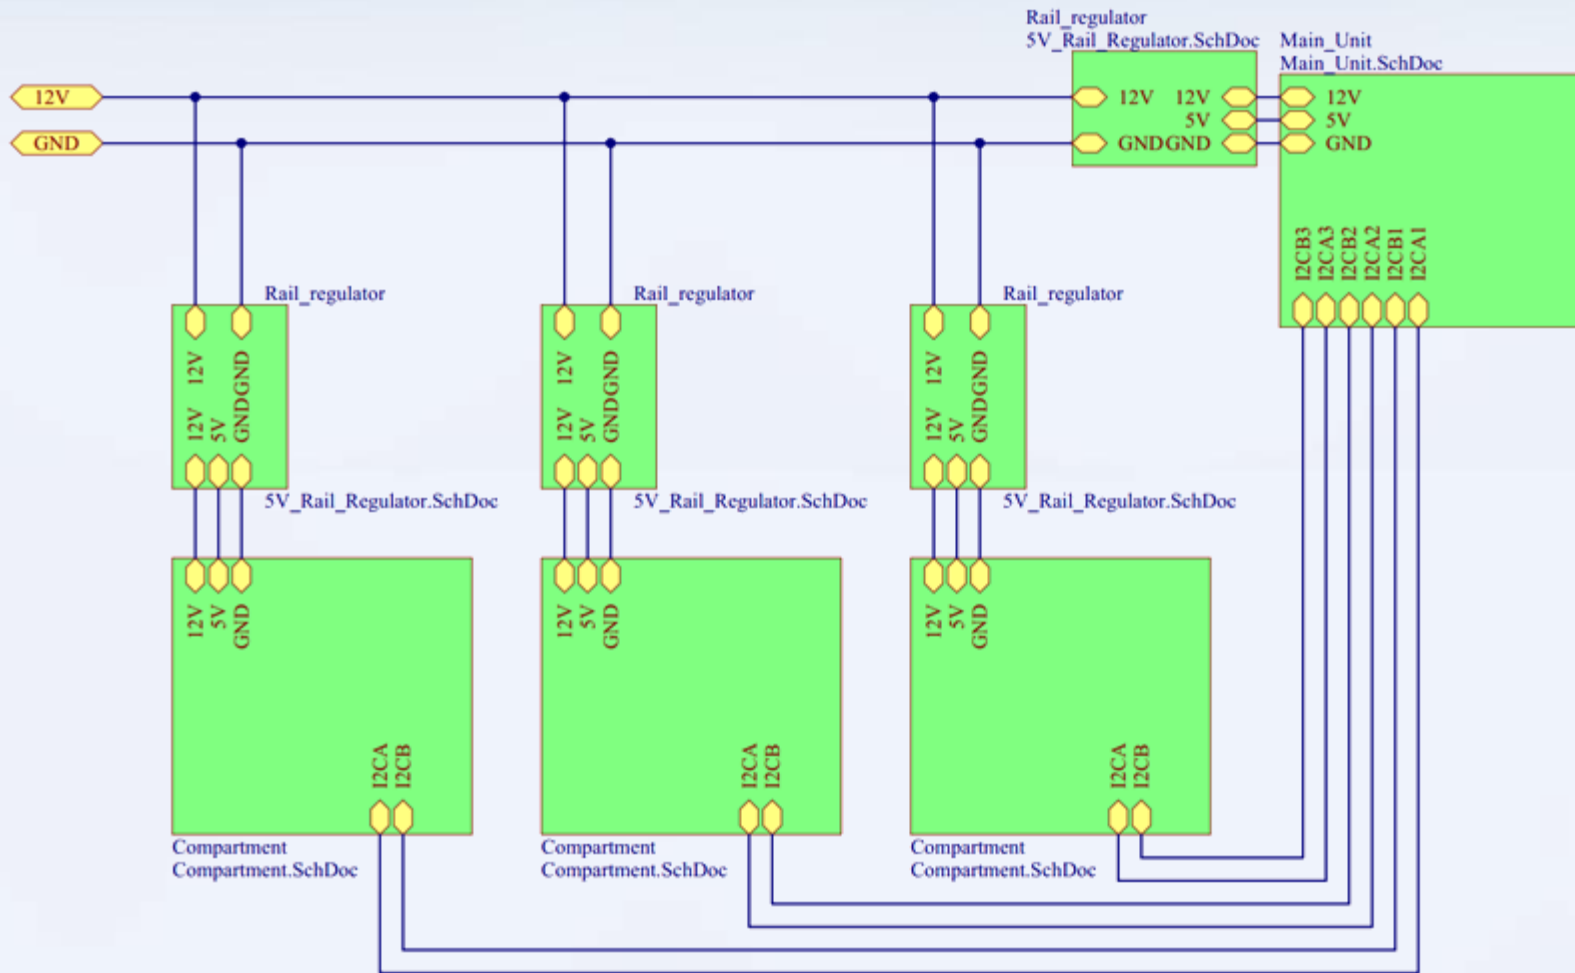 Rail_regulator
5V_Rail_Regulator.SchDoc
Main_Unit
Main_Unit.SchDoc
12V
12V
12V
12V
5V
5V
GND
GND
GND
GND
I2CB3
I2CA3
I2CB2
I2CA2
I2CB1
I2CA1
Rail_regulator
12V
GND
12V
5V
GND
5V_Rail_Regulator.SchDoc
Rail_regulator
12V
GND
12V
5V
GND
5V_Rail_Regulator.SchDoc
Rail_regulator
12V
GND
12V
5V
GND
5V_Rail_Regulator.SchDoc
12V
5V
GND
I2CA
I2CB
Compartment
Compartment.SchDoc
12V
5V
GND
I2CA
I2CB
Compartment
Compartment.SchDoc
12V
5V
GND
I2CA
I2CB
Compartment
Compartment.SchDoc